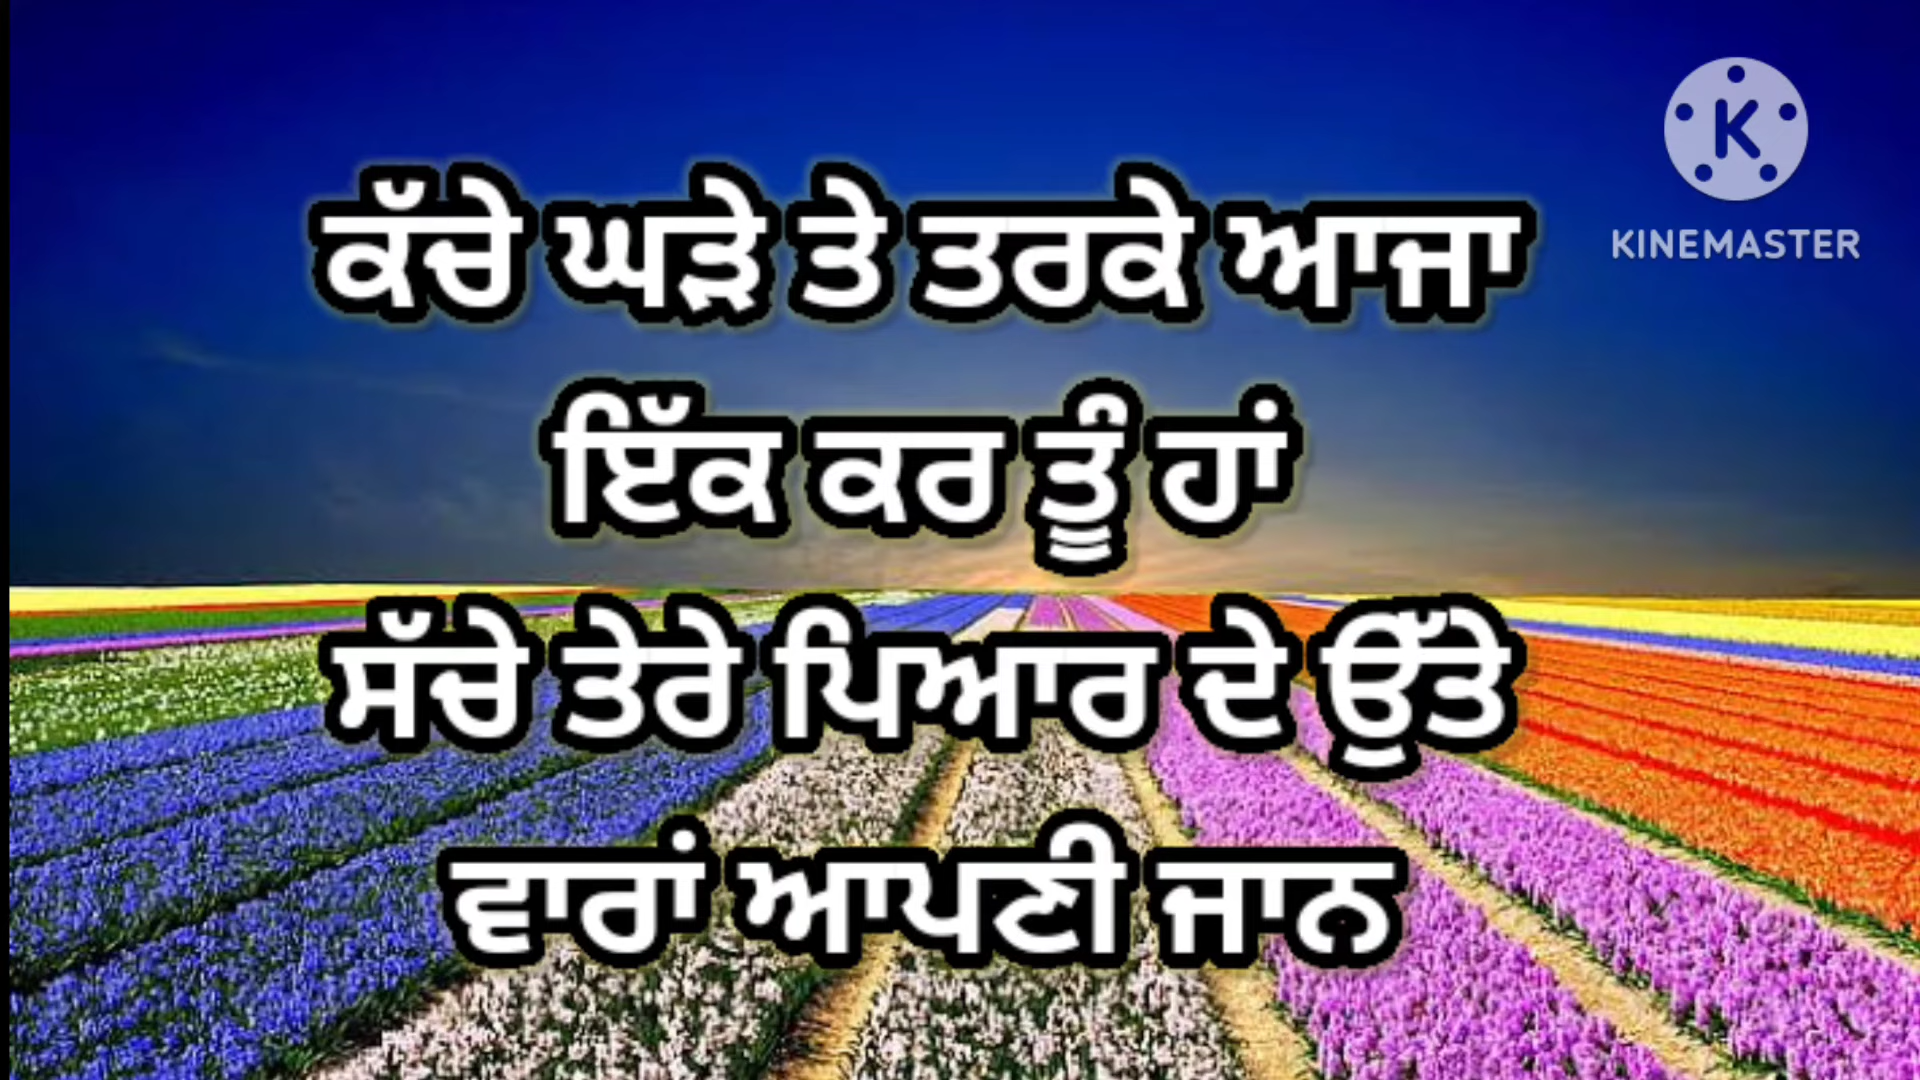 ਕੱਚੇ ਘੜੇ ਤੇ ਤਰਕੇ ਆਜਾ
ਇੱਕ ਕਰ ਤੂੰ ਹਾਂ
ਸੱਚੇ ਤੇਰੇ ਪਿਆਰ ਦੇ ਉੱਤੇ
ਵਾਰਾਂ ਆਪਣੀ ਜਾਨ
K
KINEMASTER